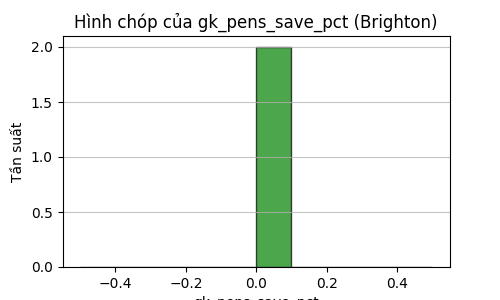 Hình chóp của gk_pens_save_pct (Brighton)
Tần suất
2.0
1.5
1.0
0.5
0.0
−0.4 −0.2 0.0 0.2 0.4
gk_pens_save_pct